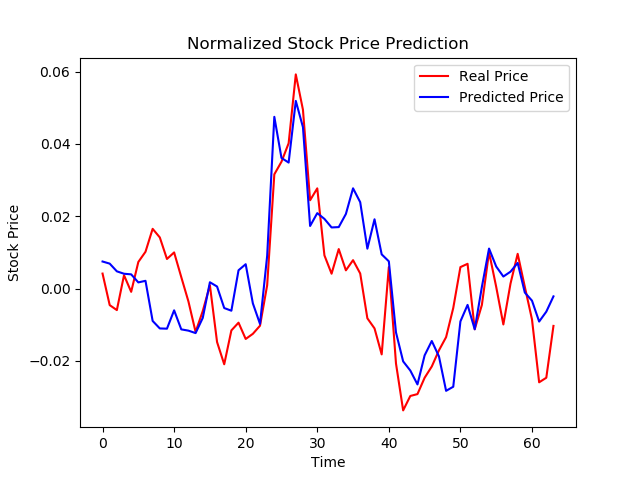 Normalized Stock Price Prediction
Real Price
Predicted Price
0.06
0.04
0.02
0.00
−0.02
Stock Price
0 10 20 30 40 50 60
Time